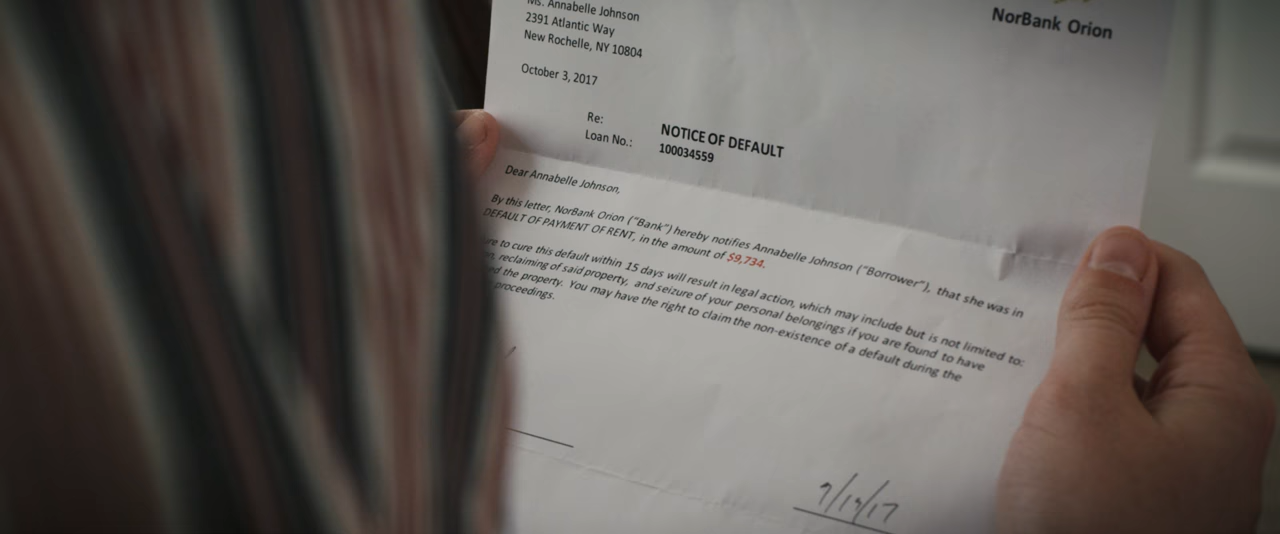 Ms. Annabelle Johnson
2391 Atlantic Way
New Rochelle, NY 10804
NorBank Orion
October 3, 2017
Re: NOTICE OF DEFAULT
Loan No.: 100034559
Dear Annabelle Johnson,
By this letter, NorBank Orion ("Bank") hereby notifies Annabelle Johnson ("Borrower"), that she was in
DEFAULT OF PAYMENT OF RENT, in the amount of $9,734.
to cure this default within 15 days will result in legal action, which may include but is not limited to:
reclaiming of said property, and seizure of your personal belongings if you are found to have
the property. You may have the right to claim the non-existence of a default during the
proceedings.